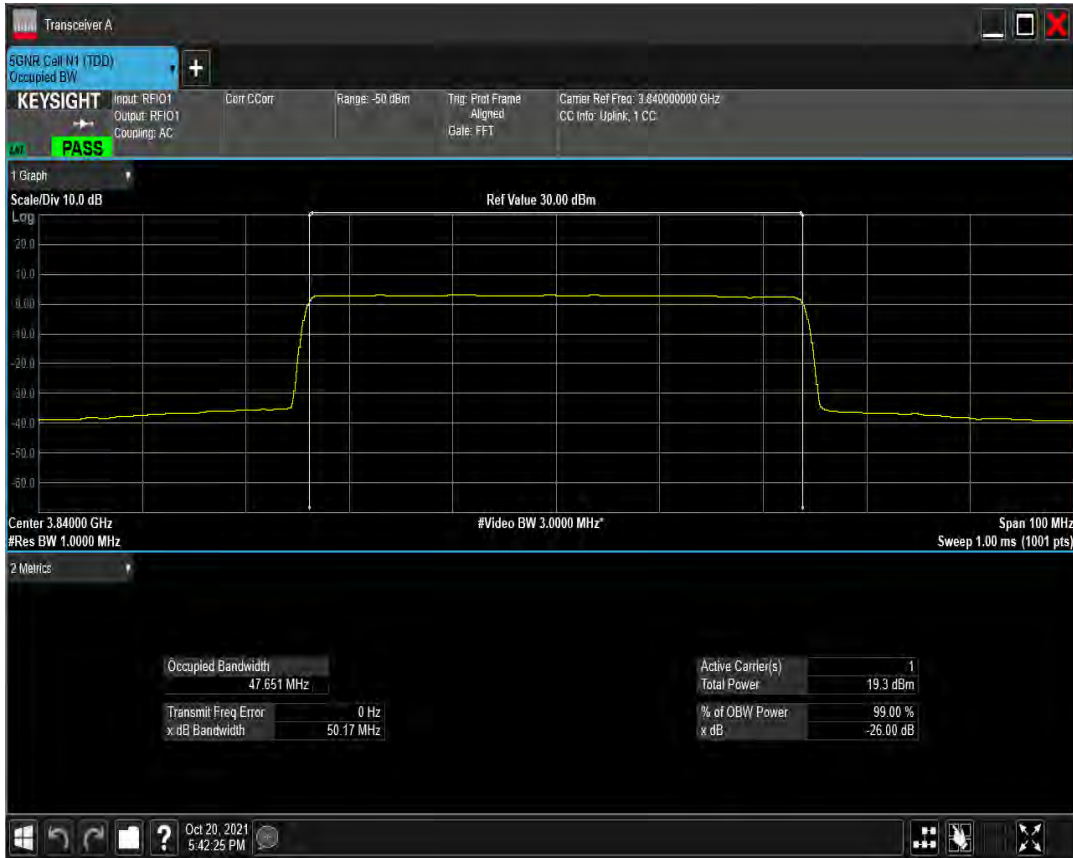 Transceiver A
5GNR Cell N1 (TDD)
Occupied BW
+
KEYSIGHT
Input: RFIO1
Output: RFIO1
Coupling: AC
Corr CCorr
Range: -50 dBm
Trig: Prot Frame
Aligned
Gate: FFT
Carrier Ref Freq: 3.840000000 GHz
CC Info: Uplink, 1 CC
PASS
1 Graph
Scale/Div 10.0 dB
Ref Value 30.00 dBm
Log
20.0
10.0
0.00
-10.0
-20.0
-30.0
-40.0
-50.0
-60.0
Center 3.84000 GHz
#Video BW 3.0000 MHz*
Span 100 MHz
#Res BW 1.0000 MHz
Sweep 1.00 ms (1001 pts)
2 Metrics
Occupied Bandwidth
47.651 MHz
Transmit Freq Error 0 Hz
x dB Bandwidth 50.17 MHz
Active Carrier(s) 1
Total Power 19.3 dBm
% of OBW Power 99.00 %
x dB -26.00 dB
?
Oct 20, 2021
5:42:25 PM